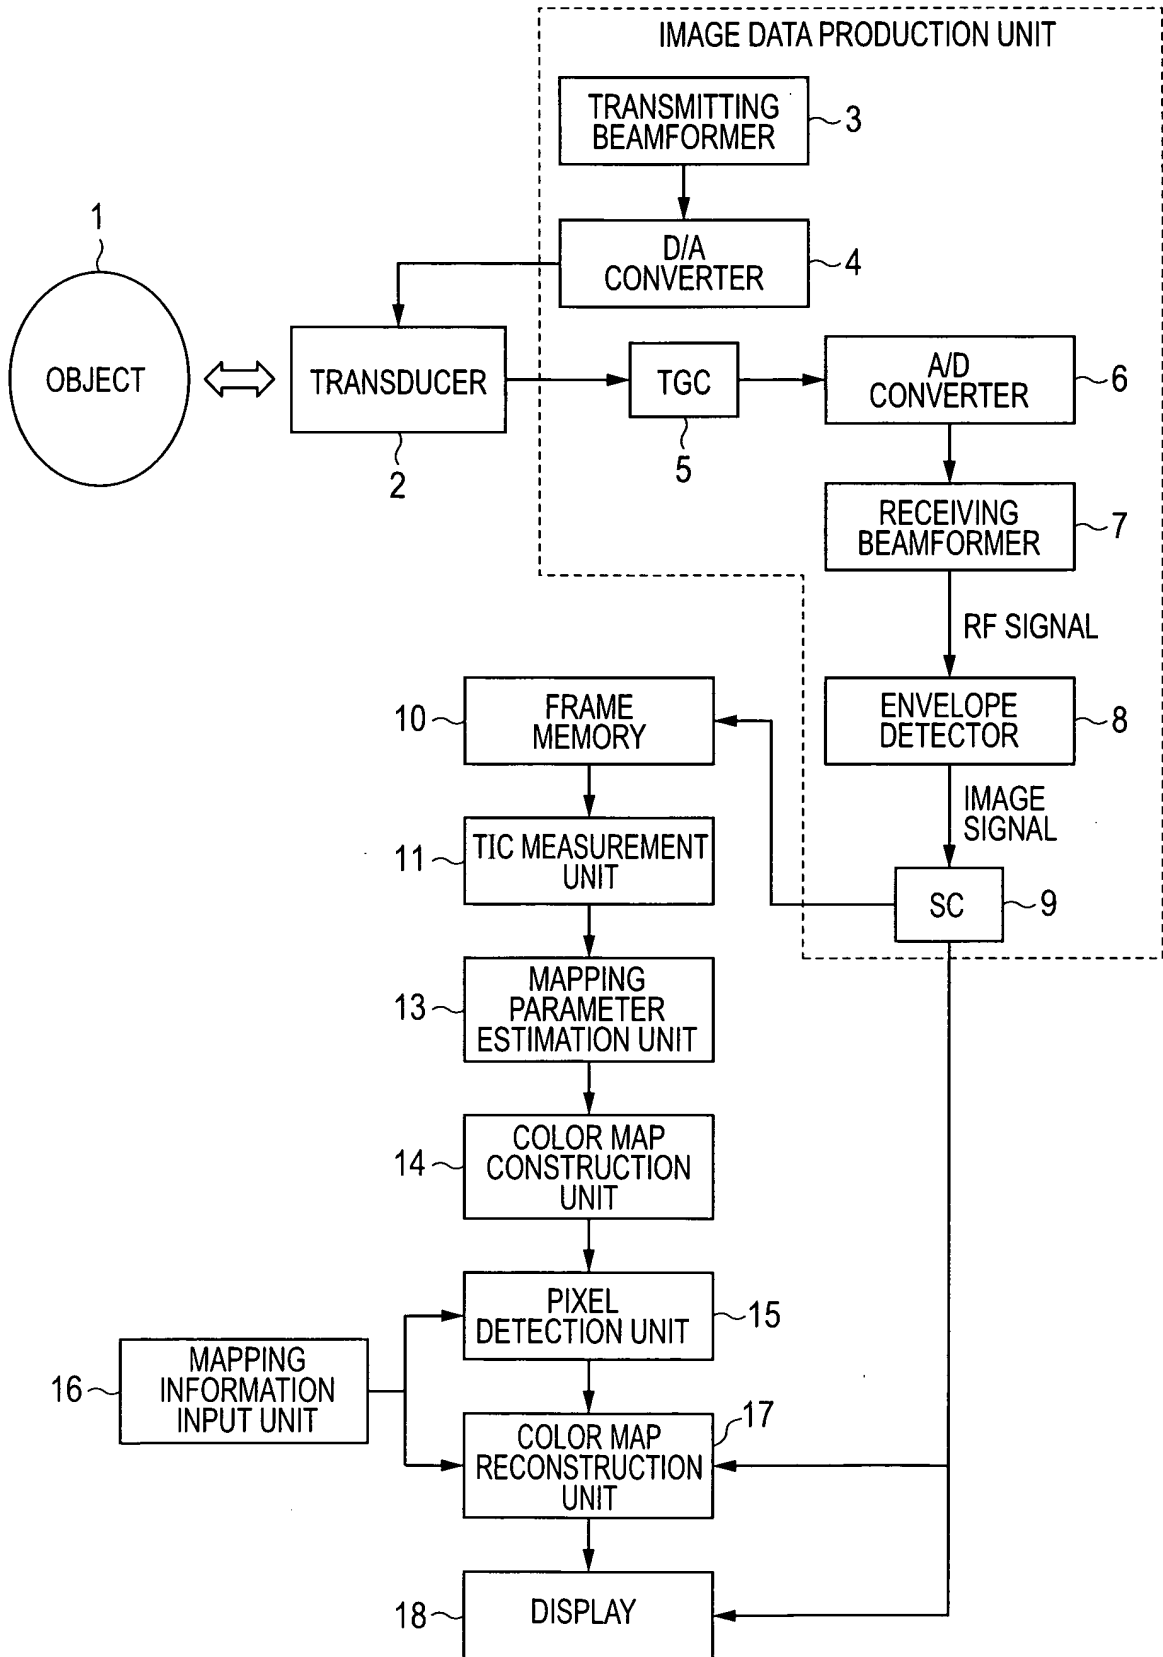 IMAGE DATA PRODUCTION UNIT
TRANSMITTING
BEAMFORMER
3
D/A
CONVERTER
4
1
OBJECT
TRANSDUCER
2
TGC
5
A/D
CONVERTER
6
RECEIVING
BEAMFORMER
7
RF SIGNAL
ENVELOPE
DETECTOR
8
IMAGE
SIGNAL
SC
9
10
FRAME
MEMORY
11
TIC MEASUREMENT
UNIT
13
MAPPING
PARAMETER
ESTIMATION UNIT
14
COLOR MAP
CONSTRUCTION
UNIT
PIXEL
DETECTION UNIT
15
16
MAPPING
INFORMATION
INPUT UNIT
COLOR MAP
RECONSTRUCTION
UNIT
17
18
DISPLAY